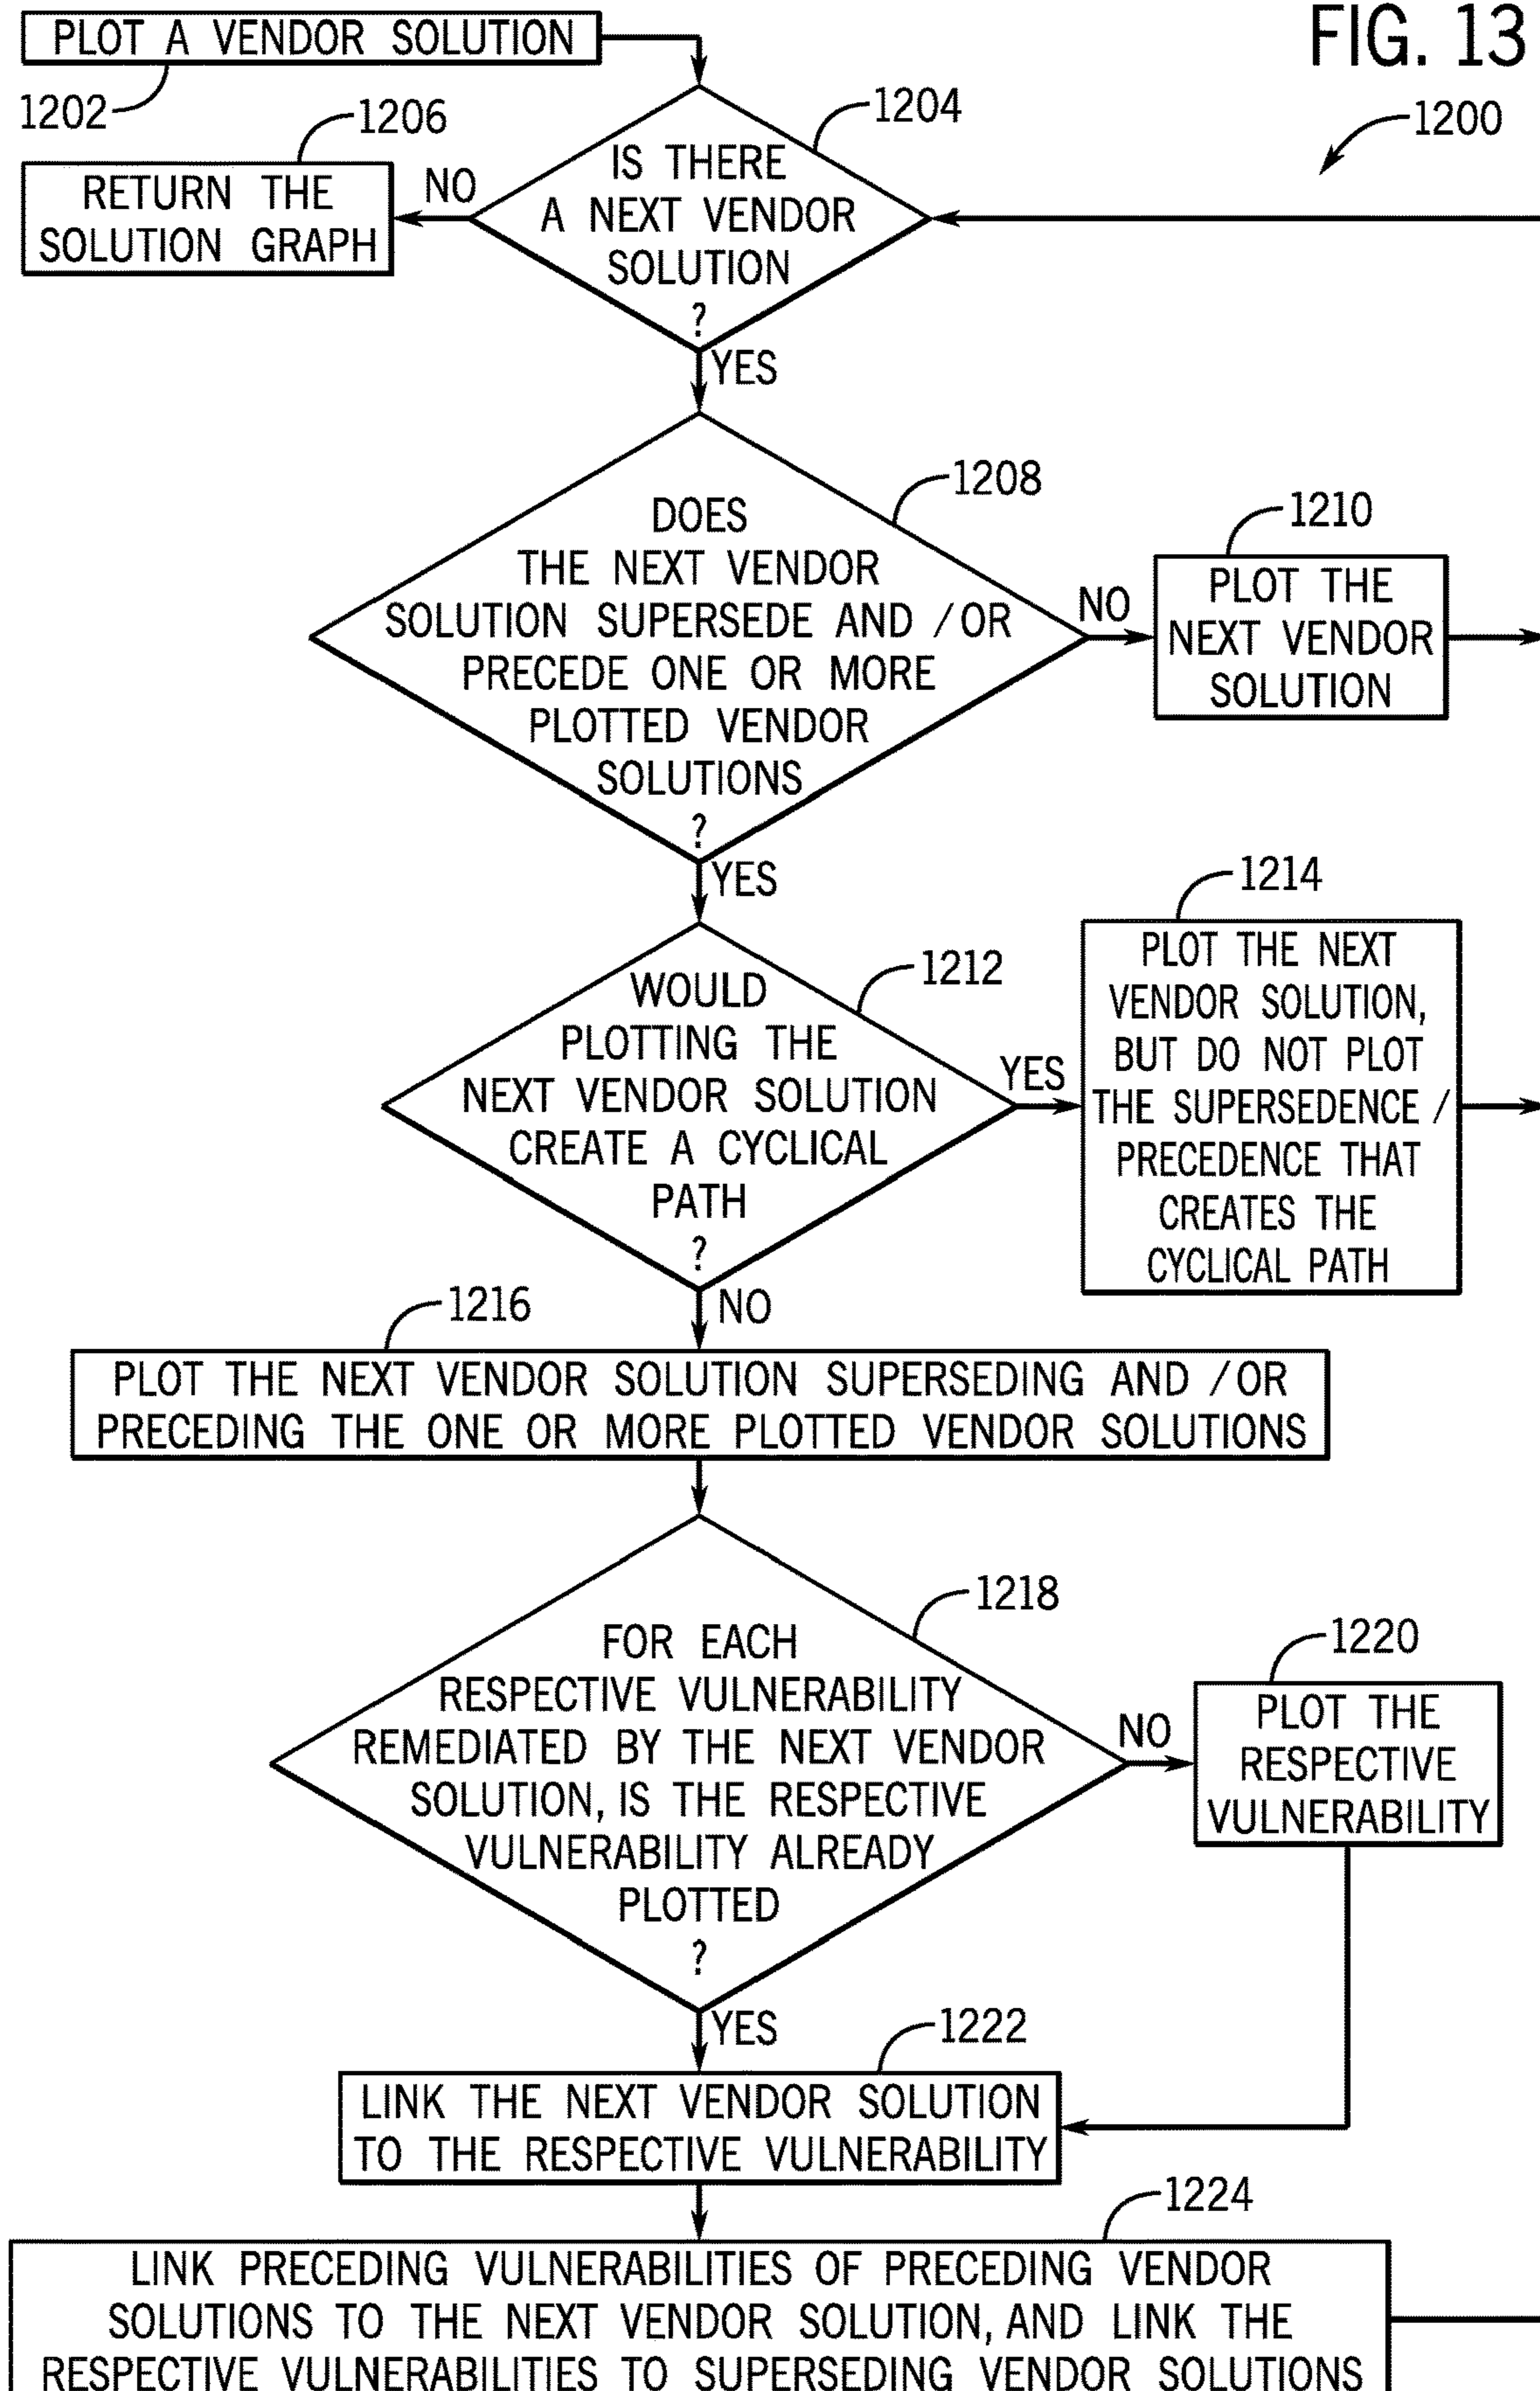 FIG. 13
1200
PLOT A VENDOR SOLUTION
1202
1204
IS THERE
A NEXT VENDOR
SOLUTION
?
NO
1206
RETURN THE
SOLUTION GRAPH
YES
1208
DOES
THE NEXT VENDOR
SOLUTION SUPERSEDE AND /OR
PRECEDE ONE OR MORE
PLOTTED VENDOR
SOLUTIONS
?
NO
1210
PLOT THE
NEXT VENDOR
SOLUTION
YES
1212
WOULD
PLOTTING THE
NEXT VENDOR SOLUTION
CREATE A CYCLICAL
PATH
?
YES
1214
PLOT THE NEXT
VENDOR SOLUTION,
BUT DO NOT PLOT
THE SUPERSEDENCE /
PRECEDENCE THAT
CREATES THE
CYCLICAL PATH
NO
1216
PLOT THE NEXT VENDOR SOLUTION SUPERSEDING AND /OR
PRECEDING THE ONE OR MORE PLOTTED VENDOR SOLUTIONS
1218
FOR EACH
RESPECTIVE VULNERABILITY
REMEDIATED BY THE NEXT VENDOR
SOLUTION, IS THE RESPECTIVE
VULNERABILITY ALREADY
PLOTTED
?
NO
1220
PLOT THE
RESPECTIVE
VULNERABILITY
YES
1222
LINK THE NEXT VENDOR SOLUTION
TO THE RESPECTIVE VULNERABILITY
1224
LINK PRECEDING VULNERABILITIES OF PRECEDING VENDOR
SOLUTIONS TO THE NEXT VENDOR SOLUTION, AND LINK THE
RESPECTIVE VULNERABILITIES TO SUPERSEDING VENDOR SOLUTIONS